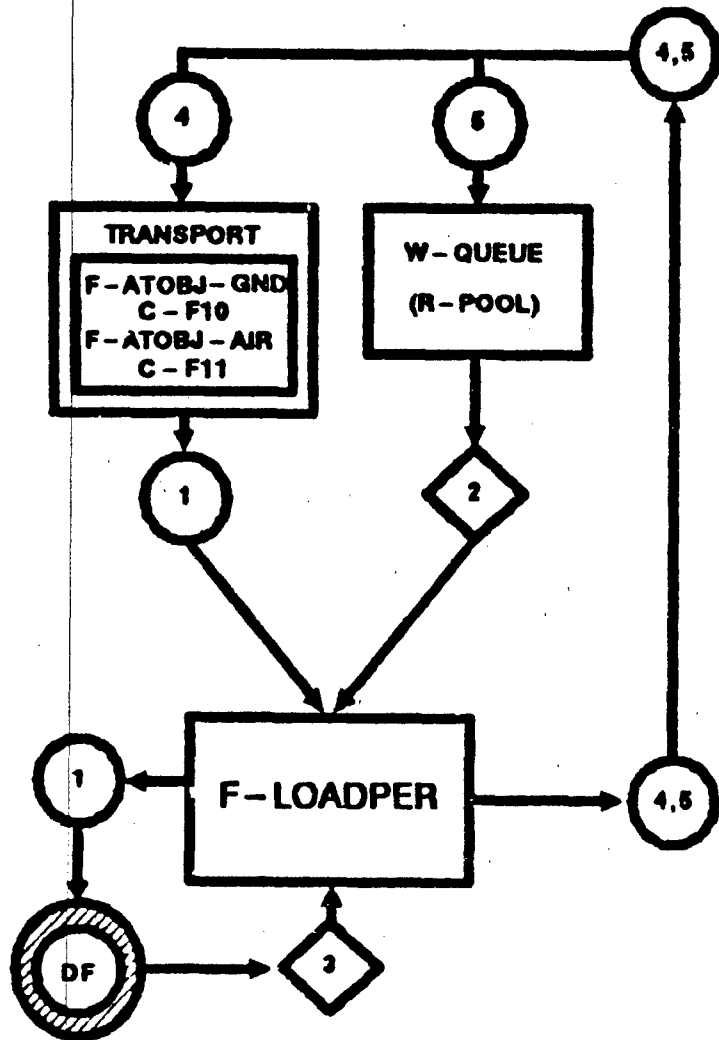 4,5
4
5
TRANSPORT
F-ATOBJ-GND
C-F10
F-ATOBJ-AIR
C-F11
W-QUEUE
(R-POOL)
1
2
1
F-LOADPER
4,5
DF
3